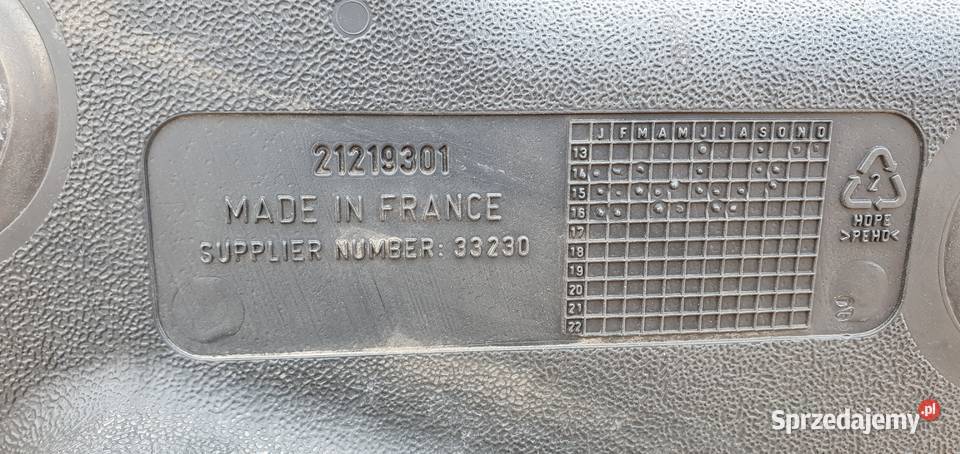 21219301
MADE IN FRANCE
SUPPLIER NUMBER: 33230
J F M A M J J A S O N D
13
14
15
16
17
18
19
20
21
22
2
HDPE
>PEHD<
Sprzedajemy.pl